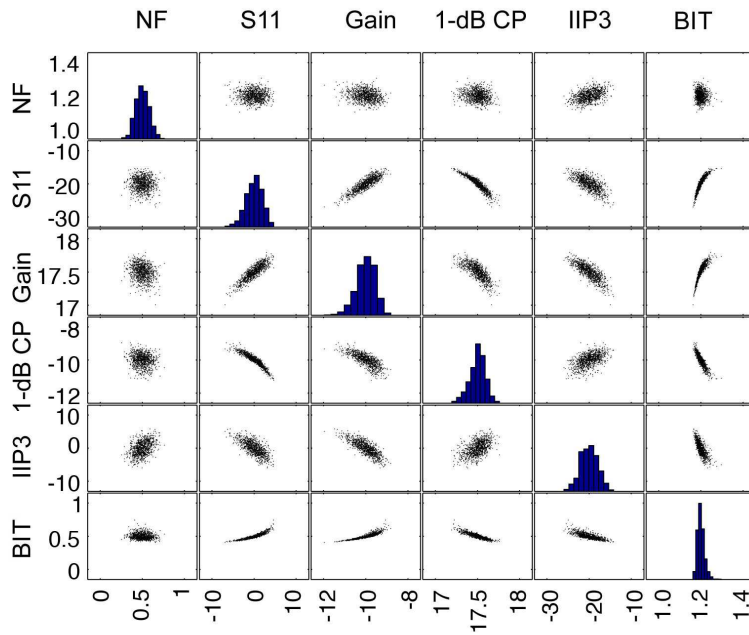 NF S11 Gain 1-dB CP IIP3 BIT
NF
1.4
1.2
1.0
S11
-10
-20
-30
Gain
18
17.5
17
1-dB CP
-8
-10
-12
IIP3
10
0
-10
BIT
1
0.5
0
0 0.5 1 -10 0 10 -12 -10 -8 17 17.5 18 -30 -20 -10 1.0 1.2 1.4